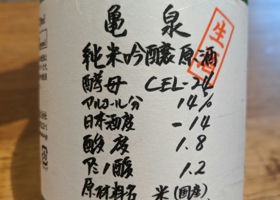 亀泉
純米吟醸原酒
生酒
酵母 CEL-24
アルコール分 14%
日本酒度 -14
酸度 1.8
アミノ酸 1.2
原材料名 米(国産)